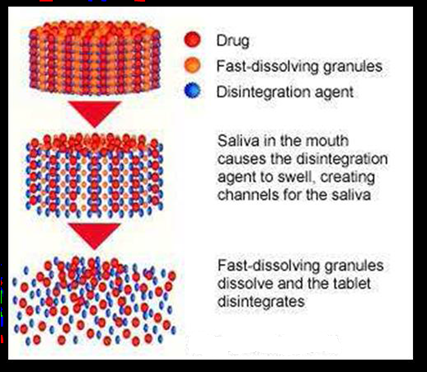 Drug
Fast-dissolving granules
Disintegration agent
Saliva in the mouth
causes the disintegration
agent to swell, creating
channels for the saliva
Fast-dissolving granules
dissolve and the tablet
disintegrates